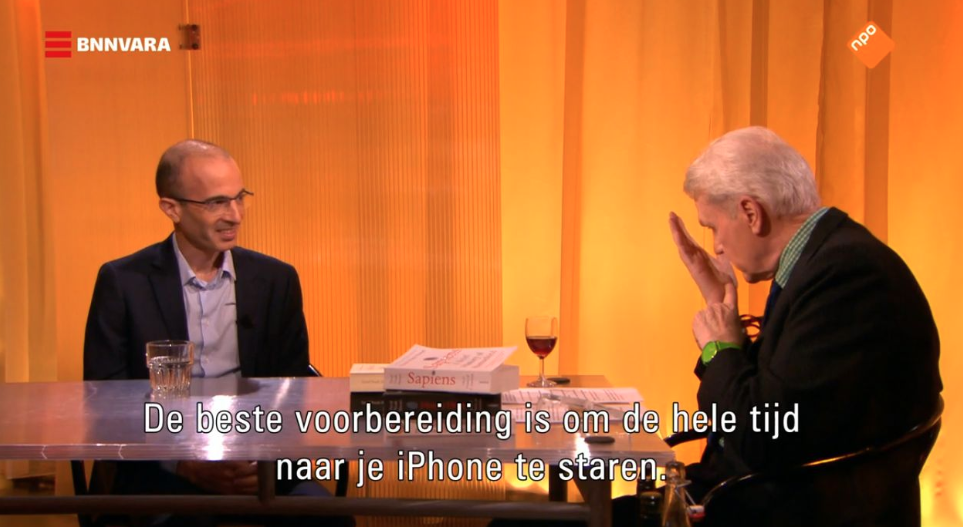 BNNVARA
npo
Sapiens
De beste voorbereiding is om de hele tijd
naar je iPhone te staren.